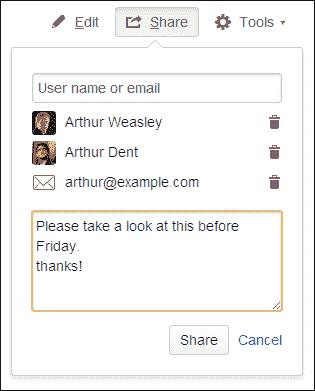 Edit Share Tools
User name or email
Arthur Weasley
Arthur Dent
arthur@example.com
Please take a look at this before
Friday.
thanks!
Share Cancel